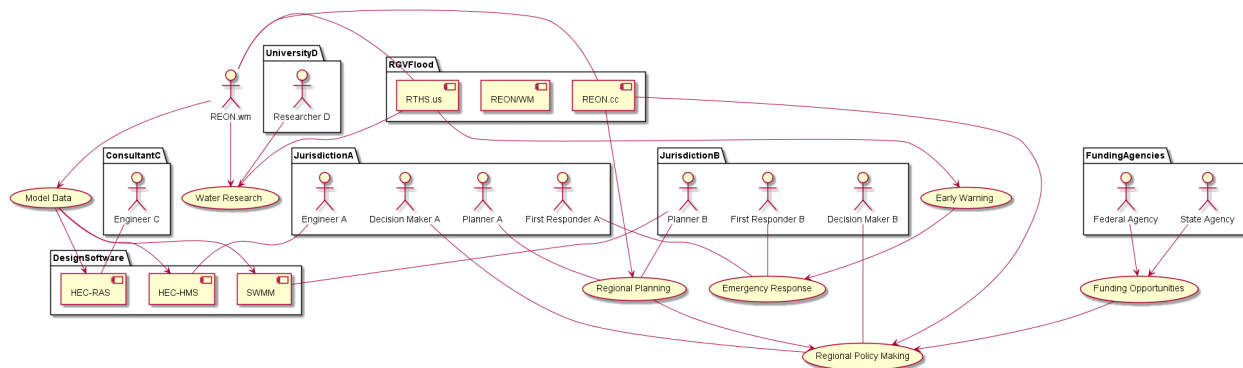 UniversityD
RGVFlood
REON.wm
Researcher D
RTHS.us
REON/WM
REON.cc
ConsultantC
JurisdictionA
JurisdictionB
FundingAgencies
Model Data
Engineer C
Water Research
Engineer A
Decision Maker A
Planner A
First Responder A
Planner B
First Responder B
Decision Maker B
Early Warning
Federal Agency
State Agency
DesignSoftware
HEC-RAS
HEC-HMS
SWMM
Regional Planning
Emergency Response
Funding Opportunities
Regional Policy Making